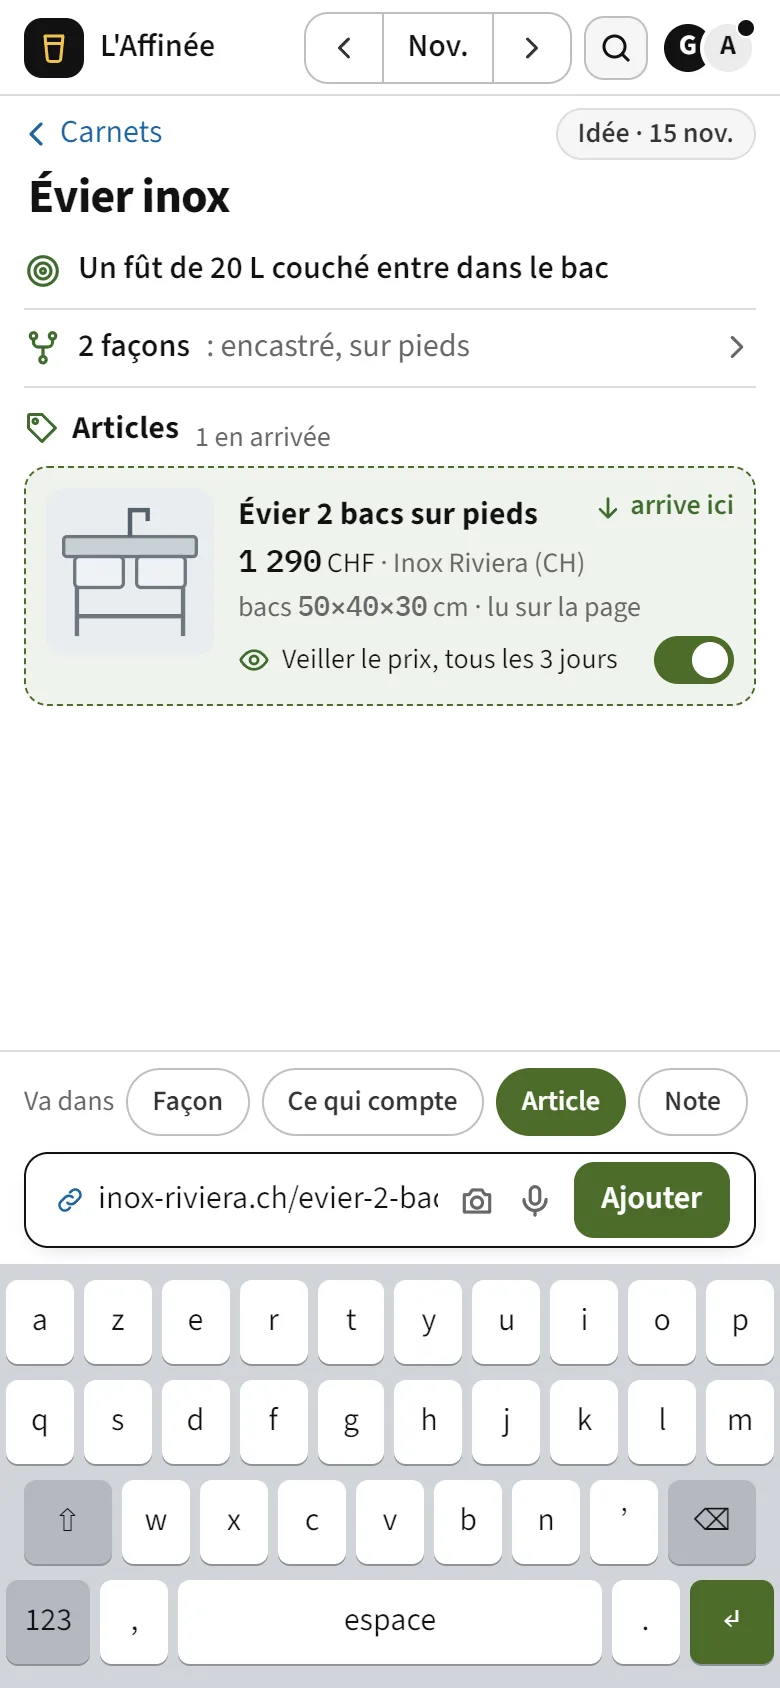 L'Affinée
Nov.
G A
Carnets
Idée · 15 nov.
Évier inox
Un fût de 20 L couché entre dans le bac
2 façons : encastré, sur pieds
Articles 1 en arrivée
Évier 2 bacs sur pieds
arrive ici
1 290 CHF · Inox Riviera (CH)
bacs 50×40×30 cm · lu sur la page
Veiller le prix, tous les 3 jours
Va dans Façon Ce qui compte Article Note
inox-riviera.ch/evier-2-bac Ajouter
a z e r t y u i o p
q s d f g h j k l m
⇧ w x c v b n ’ ⌫
123 , espace . ↵